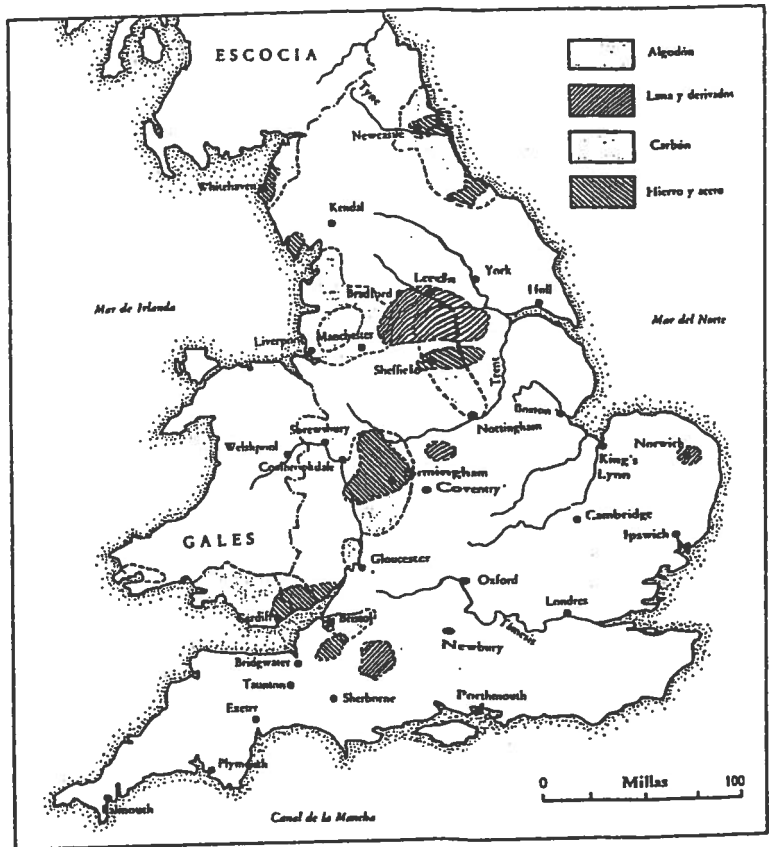 ESCOCIA
Algodón
Lana y derivados
Carbón
Hierro y acero
Tyne
Newcastle
Whitehaven
Kendal
Leeds
York
Hull
Bradford
Mar de Irlanda
Mar del Norte
Liverpool
Manchester
Sheffield
Trent
Boston
Nottingham
Shrewsbury
Welshpool
Coalbrookdale
Norwich
King's
Lynn
Birmingham
Coventry
Cambridge
GALES
Ipswich
Gloucester
Oxford
Londres
Cardiff
Bristol
Támesis
Newbury
Bridgwater
Taunton
Sherborne
Porthmouth
Exeter
Plymouth
Falmouth
0 Millas 100
Canal de la Mancha